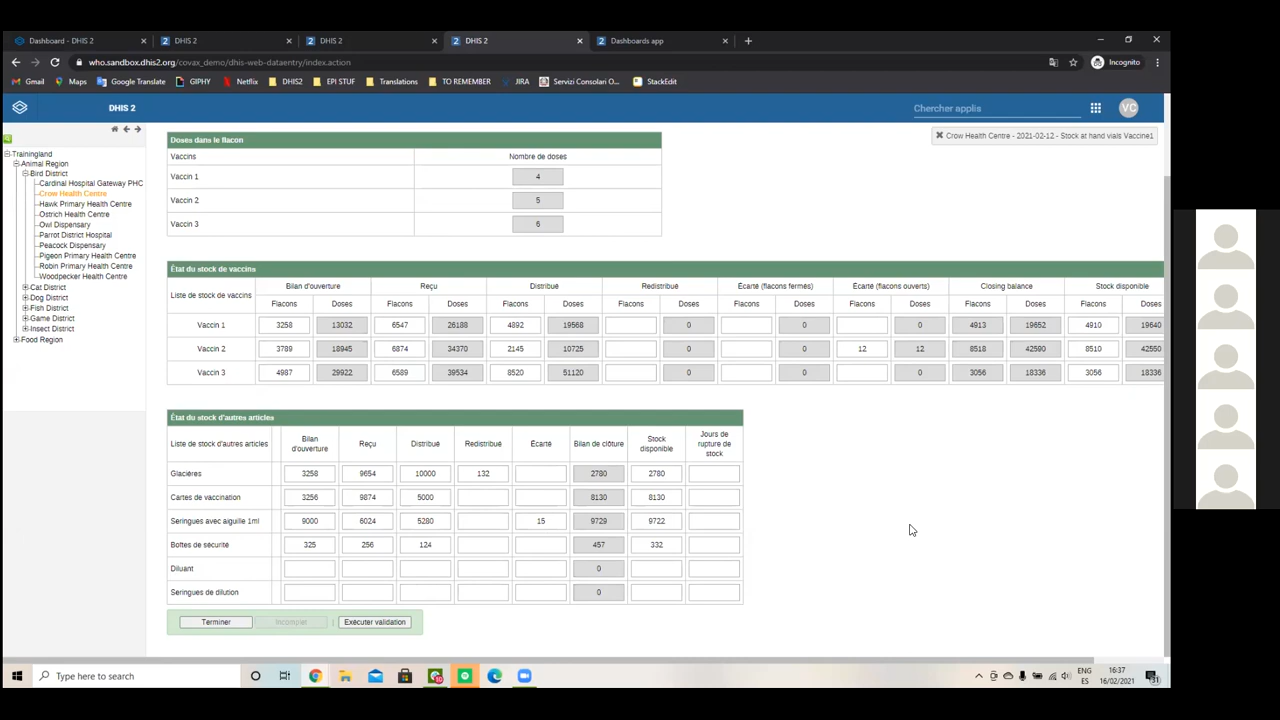 Dashboard - DHIS 2
DHIS 2
DHIS 2
DHIS 2
Dashboards app
who.sandbox.dhis2.org/covax_demo/dhis-web-dataentry/index.action
Incognito
Gmail Maps Google Translate GIPHY Netflix DHIS2 EPI STUF Translations TO REMEMBER JIRA Servizi Consolari O... StackEdit
DHIS 2
Chercher applis
VC
Crow Health Centre - 2021-02-12 - Stock at hand vials Vaccine1
Trainingland
Animal Region
Bird District
Cardinal Hospital Gateway PHC
Crow Health Centre
Hawk Primary Health Centre
Ostrich Health Centre
Owl Dispensary
Parrot District Hospital
Peacock Dispensary
Pigeon Primary Health Centre
Robin Primary Health Centre
Woodpecker Health Centre
Cat District
Dog District
Fish District
Game District
Insect District
Food Region
Doses dans le flacon
Vaccins Nombre de doses
Vaccin 1 4
Vaccin 2 5
Vaccin 3 6
État du stock de vaccins
Liste de stock de vaccins
Bilan d'ouverture Reçu Distribué Redistribué Écarté (flacons fermés) Écarté (flacons ouverts) Closing balance Stock disponible
Flacons Doses Flacons Doses Flacons Doses Flacons Doses Flacons Doses Flacons Doses Flacons Doses Flacons Doses
Vaccin 1 3258 13032 6547 26188 4892 19568 0 0 0 4913 19652 4910 19640
Vaccin 2 3789 18945 6874 34370 2145 10725 0 0 12 12 8518 42590 8510 42550
Vaccin 3 4987 29922 6589 39534 8520 51120 0 0 0 3056 18336 3056 18336
État du stock d'autres articles
Liste de stock d'autres articles Bilan d'ouverture Reçu Distribué Redistribué Écarté Bilan de clôture Stock disponible Jours de rupture de stock
Glacières 3258 9654 10000 132 2780 2780
Cartes de vaccination 3256 9874 5000 8130 8130
Seringues avec aiguille 1ml 9000 6024 5280 15 9729 9722
Boîtes de sécurité 325 256 124 457 332
Diluant 0
Seringues de dilution 0
Terminer Incomplet | Exécuter validation
Type here to search
ENG
ES
16:37
16/02/2021